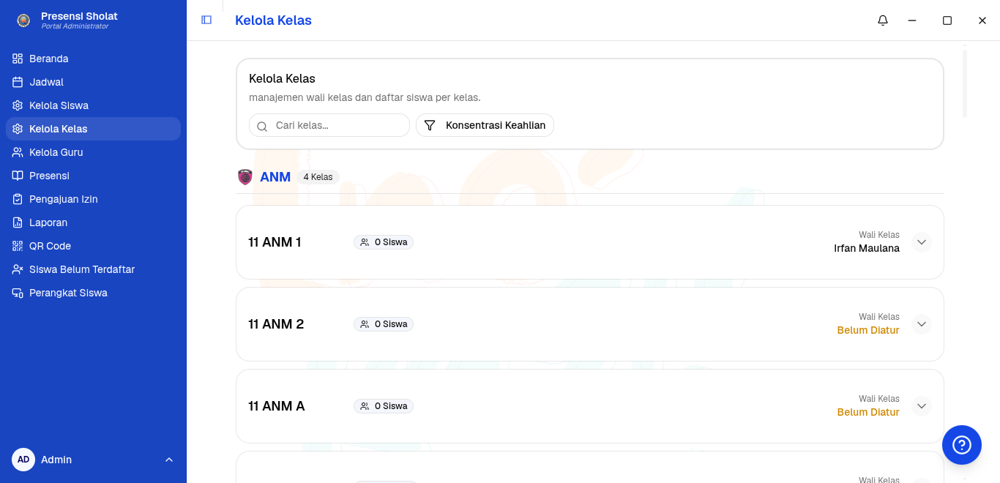 Presensi Sholat
Portal Administrator
Beranda
Jadwal
Kelola Siswa
Kelola Kelas
Kelola Guru
Presensi
Pengajuan Izin
Laporan
QR Code
Siswa Belum Terdaftar
Perangkat Siswa
AD Admin
Kelola Kelas
Kelola Kelas
manajemen wali kelas dan daftar siswa per kelas.
Cari kelas...
Konsentrasi Keahlian
ANM 4 Kelas
11 ANM 1
0 Siswa
Wali Kelas
Irfan Maulana
11 ANM 2
0 Siswa
Wali Kelas
Belum Diatur
11 ANM A
0 Siswa
Wali Kelas
Belum Diatur
Wali Kelas